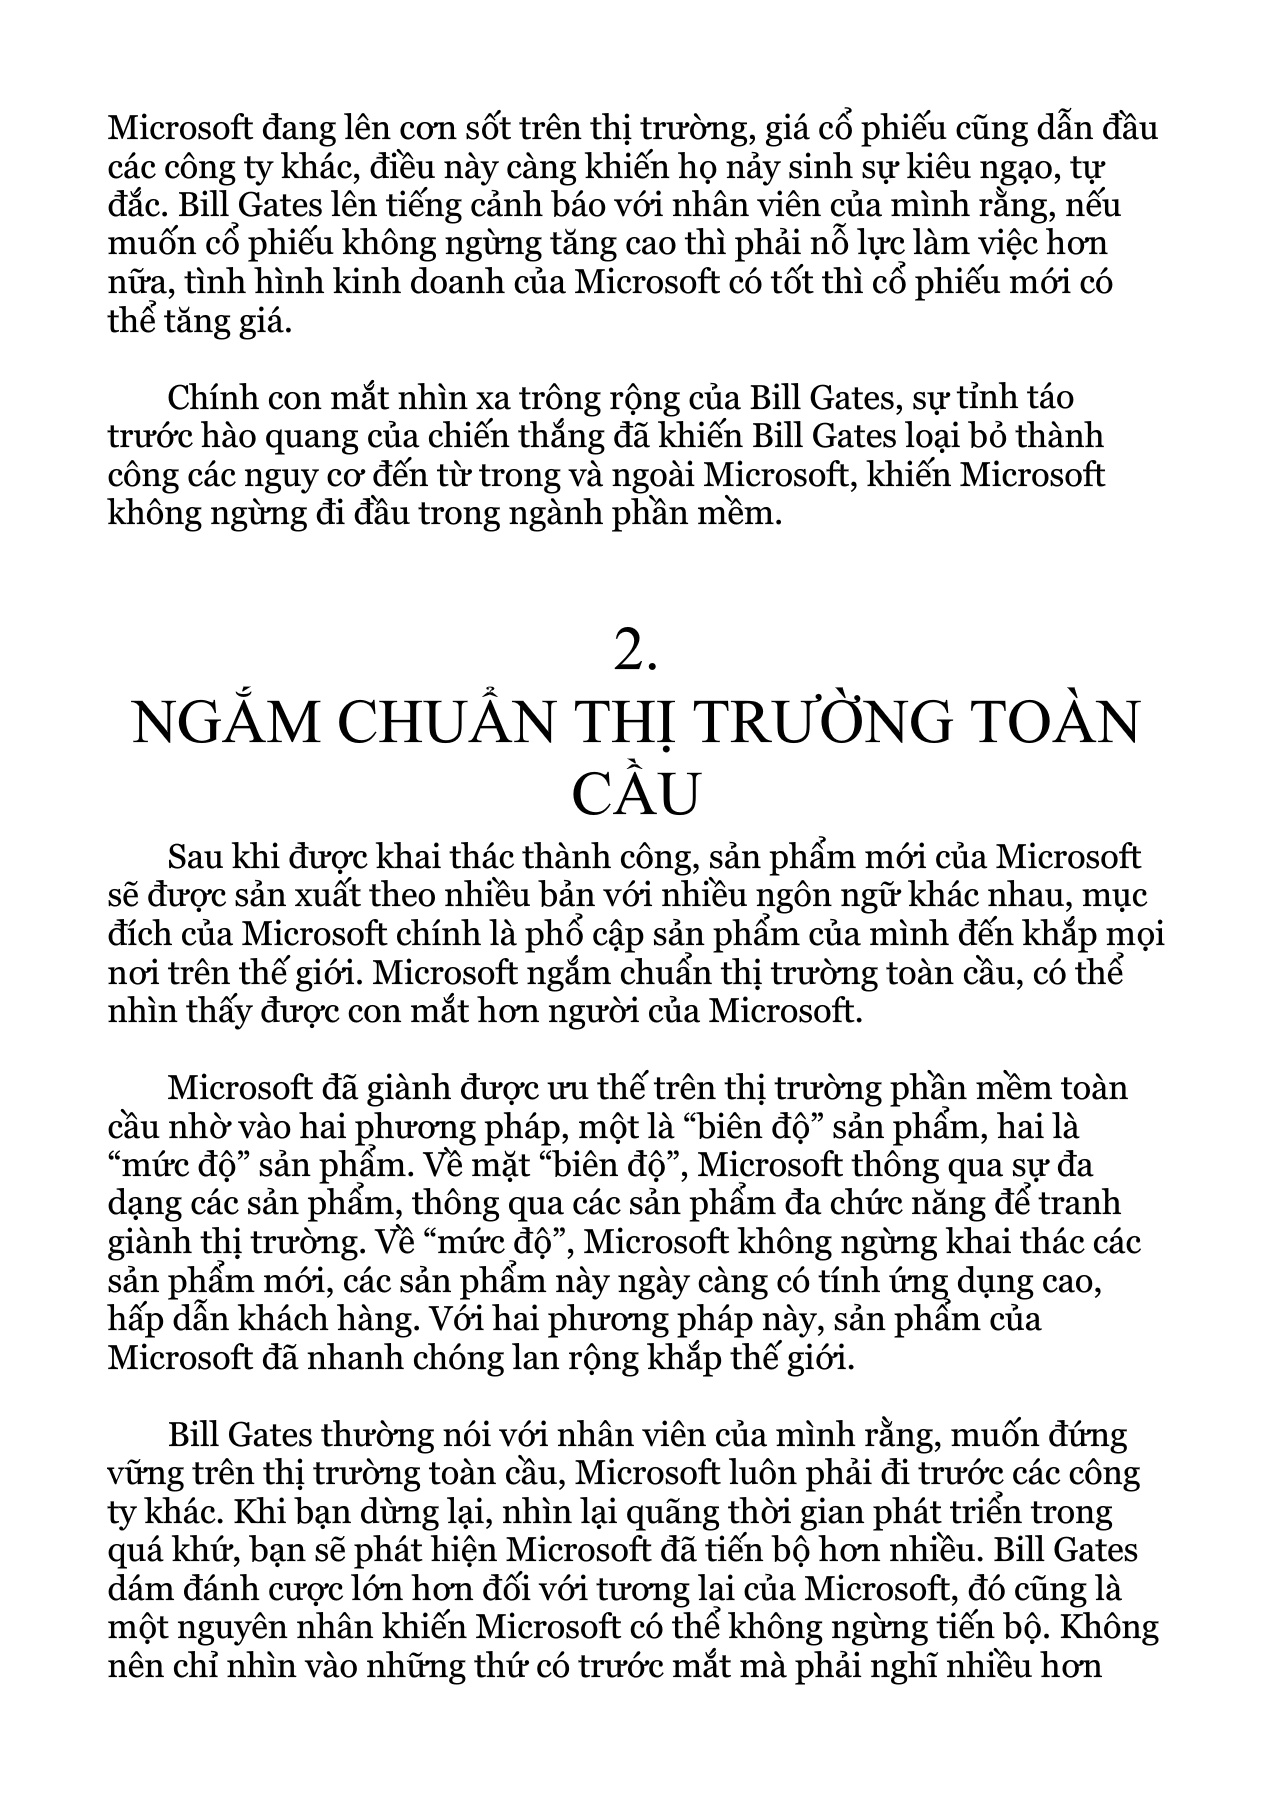 Microsoft đang lên cơn sốt trên thị trường, giá cổ phiếu cũng dẫn đầu
các công ty khác, điều này càng khiến họ nảy sinh sự kiêu ngạo, tự
đắc. Bill Gates lên tiếng cảnh báo với nhân viên của mình rằng, nếu
muốn cổ phiếu không ngừng tăng cao thì phải nỗ lực làm việc hơn
nữa, tình hình kinh doanh của Microsoft có tốt thì cổ phiếu mới có
thể tăng giá.
Chính con mắt nhìn xa trông rộng của Bill Gates, sự tỉnh táo
trước hào quang của chiến thắng đã khiến Bill Gates loại bỏ thành
công các nguy cơ đến từ trong và ngoài Microsoft, khiến Microsoft
không ngừng đi đầu trong ngành phần mềm.
2.
NGẮM CHUẨN THỊ TRƯỜNG TOÀN
CẦU
Sau khi được khai thác thành công, sản phẩm mới của Microsoft
sẽ được sản xuất theo nhiều bản với nhiều ngôn ngữ khác nhau, mục
đích của Microsoft chính là phổ cập sản phẩm của mình đến khắp mọi
nơi trên thế giới. Microsoft ngắm chuẩn thị trường toàn cầu, có thể
nhìn thấy được con mắt hơn người của Microsoft.
Microsoft đã giành được ưu thế trên thị trường phần mềm toàn
cầu nhờ vào hai phương pháp, một là “biên độ” sản phẩm, hai là
“mức độ” sản phẩm. Về mặt “biên độ”, Microsoft thông qua sự đa
dạng các sản phẩm, thông qua các sản phẩm đa chức năng để tranh
giành thị trường. Về “mức độ”, Microsoft không ngừng khai thác các
sản phẩm mới, các sản phẩm này ngày càng có tính ứng dụng cao,
hấp dẫn khách hàng. Với hai phương pháp này, sản phẩm của
Microsoft đã nhanh chóng lan rộng khắp thế giới.
Bill Gates thường nói với nhân viên của mình rằng, muốn đứng
vững trên thị trường toàn cầu, Microsoft luôn phải đi trước các công
ty khác. Khi bạn dừng lại, nhìn lại quãng thời gian phát triển trong
quá khứ, bạn sẽ phát hiện Microsoft đã tiến bộ hơn nhiều. Bill Gates
dám đánh cược lớn hơn đối với tương lai của Microsoft, đó cũng là
một nguyên nhân khiến Microsoft có thể không ngừng tiến bộ. Không
nên chỉ nhìn vào những thứ có trước mắt mà phải nghĩ nhiều hơn